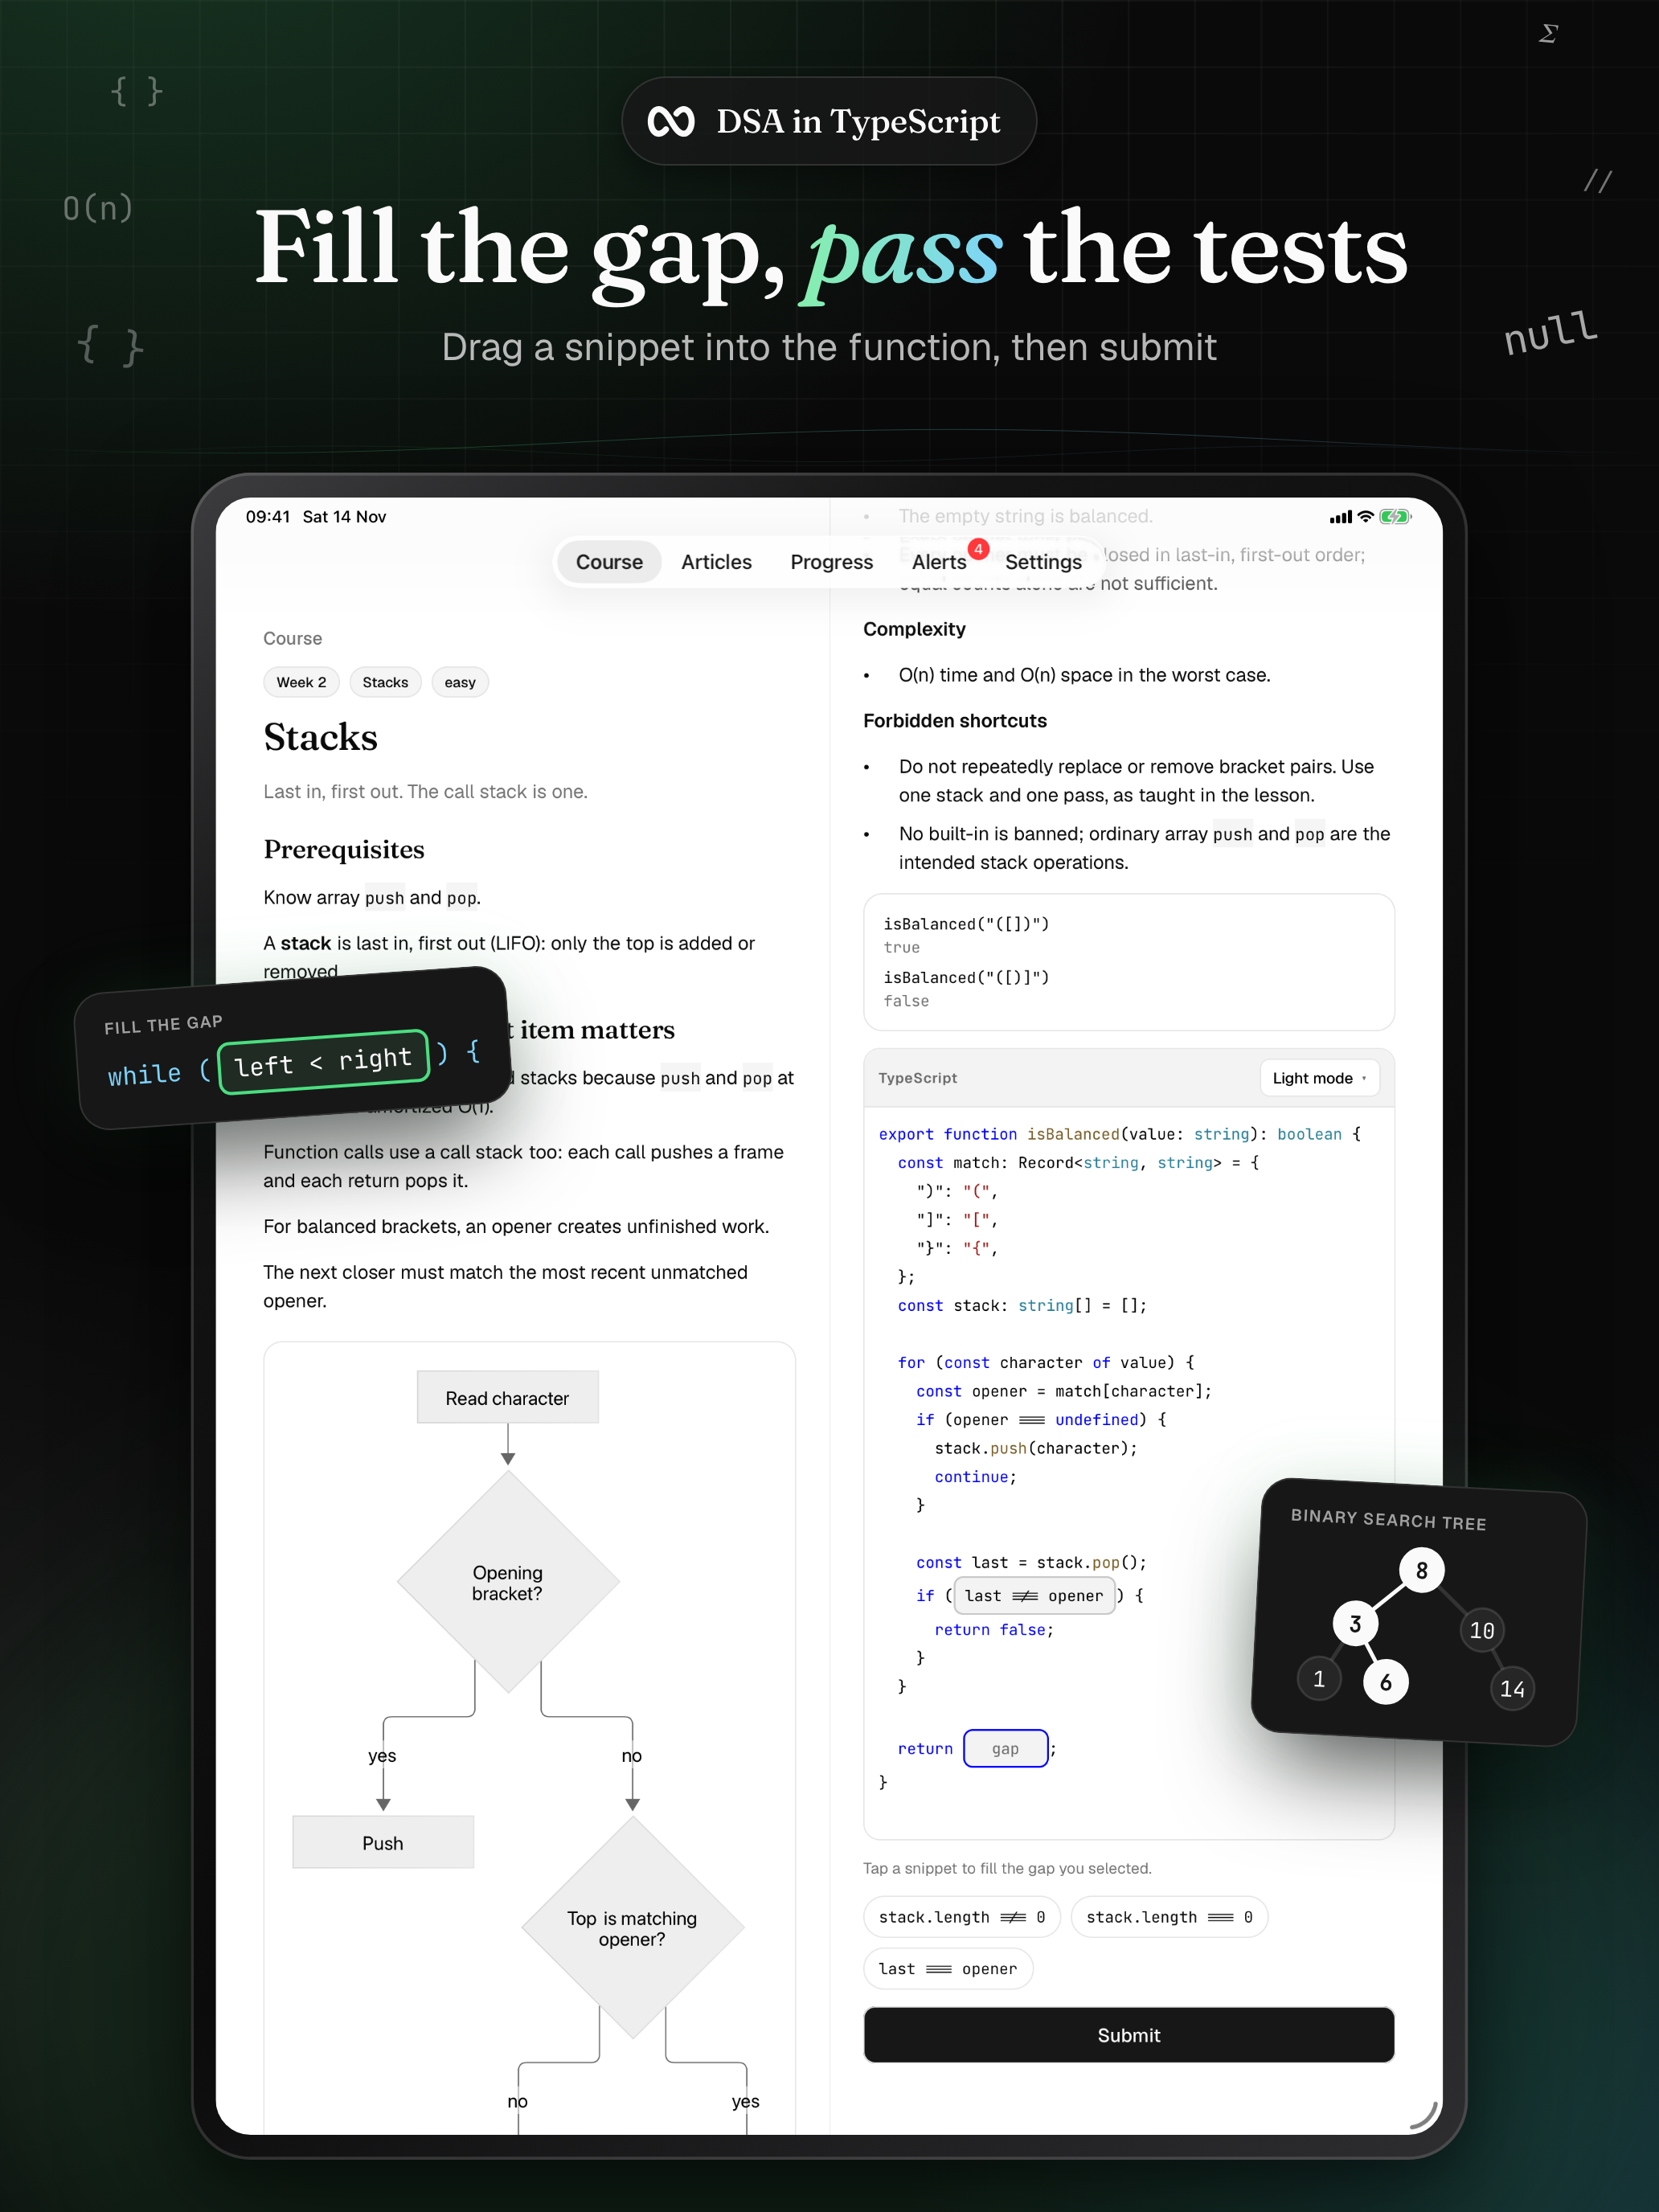 Σ
{ }
DSA in TypeScript
O(n)
//
Fill the gap, pass the tests
{ }
null
Drag a snippet into the function, then submit
09:41 Sat 14 Nov
Course
Articles
Progress
Alerts
4
Settings
Course
Week 2
Stacks
easy
Stacks
Last in, first out. The call stack is one.
Prerequisites
Know array push and pop.
A stack is last in, first out (LIFO): only the top is added or
removed
FILL THE GAP
while ( left < right ) {
item matters
stacks because push and pop at
amortized O(1).
Function calls use a call stack too: each call pushes a frame
and each return pops it.
For balanced brackets, an opener creates unfinished work.
The next closer must match the most recent unmatched
opener.
Read character
Opening
bracket?
yes
no
Push
Top is matching
opener?
no
yes
• The empty string is balanced.
losed in last-in, first-out order;
equal counts alone are not sufficient.
Complexity
• O(n) time and O(n) space in the worst case.
Forbidden shortcuts
• Do not repeatedly replace or remove bracket pairs. Use
one stack and one pass, as taught in the lesson.
• No built-in is banned; ordinary array push and pop are the
intended stack operations.
isBalanced("([])")
true
isBalanced("([)]")
false
TypeScript
Light mode
export function isBalanced(value: string): boolean {
const match: Record<string, string> = {
")": "(",
"]": "[",
"}": "{",
};
const stack: string[] = [];
for (const character of value) {
const opener = match[character];
if (opener === undefined) {
stack.push(character);
continue;
}
const last = stack.pop();
if ( last !== opener ) {
return false;
}
}
return gap ;
}
BINARY SEARCH TREE
8
3
10
1
6
14
Tap a snippet to fill the gap you selected.
stack.length !== 0
stack.length === 0
last === opener
Submit